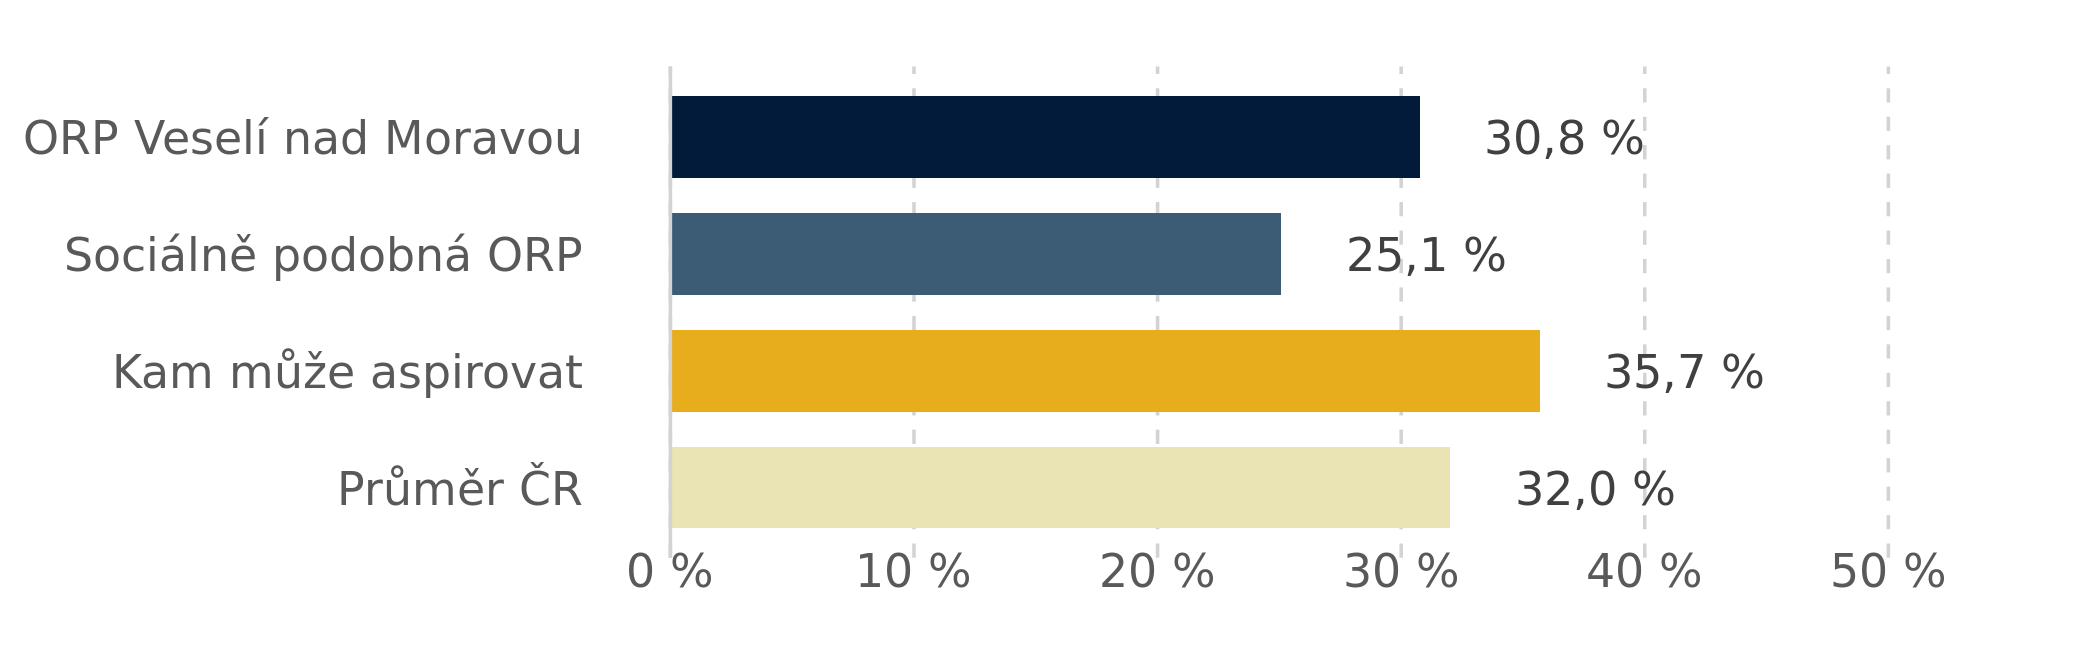 ORP Veselí nad Moravou 30,8 %
Sociálně podobná ORP 25,1 %
Kam může aspirovat 35,7 %
Průměr ČR 32,0 %
0 % 10 % 20 % 30 % 40 % 50 %